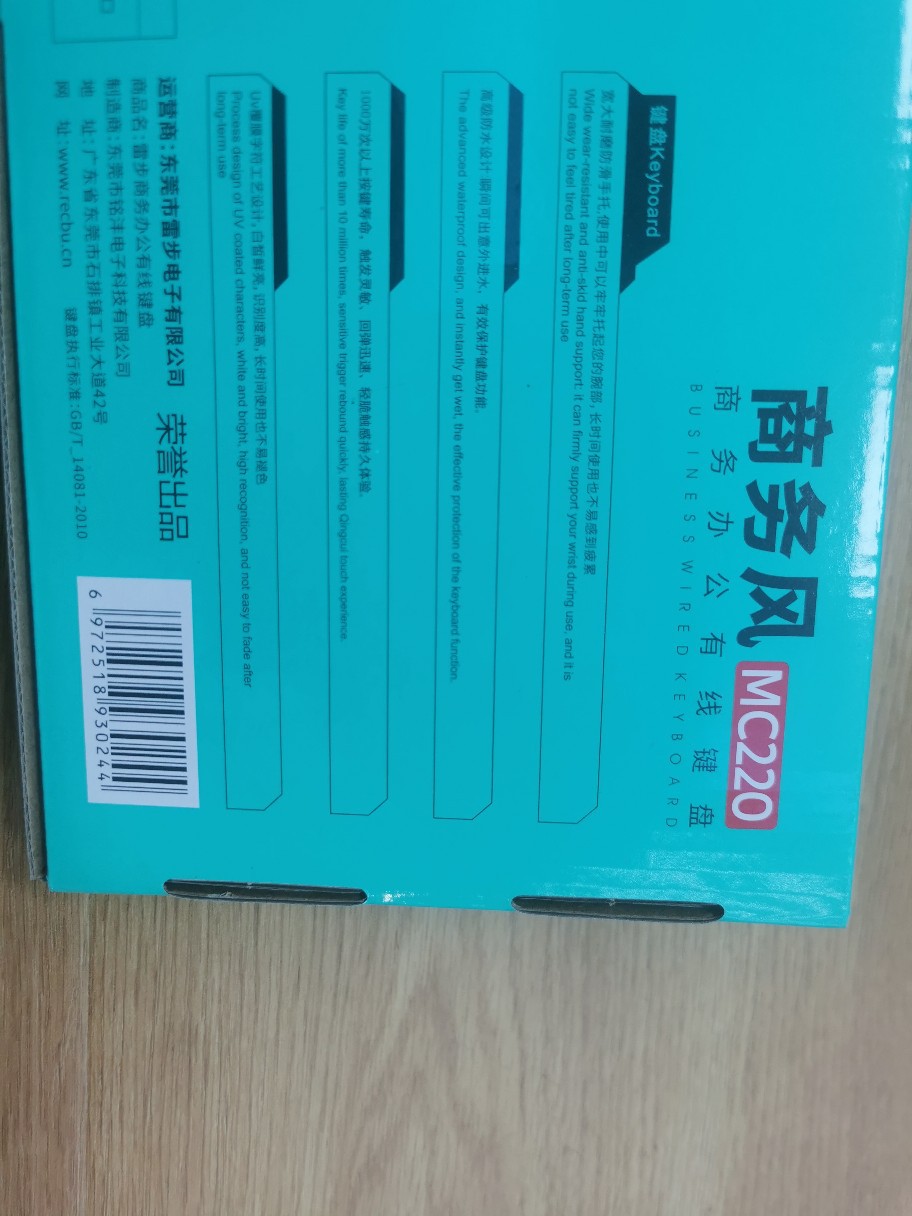 商务风 MC220
商务办公有线键盘
BUSINESS WIRED KEYBOARD
键盘Keyboard
宽大耐磨防滑手托,使用中可以牢牢托起您的腕部,长时间使用也不易感到疲累
Wide wear-resistant and anti-skid hand support: it can firmly support your wrist during use, and it is
not easy to feel tired after long-term use
高级防水设计 瞬间可出意外进水, 有效保护键盘功能,
The advanced waterproof design, and instantly get wet, the effective protection of the keyboard function.
1000万次以上按键寿命, 触发灵敏、回弹迅速、轻脆触感持久体验.
Key life of more than 10 million times, sensitive trigger rebound quickly, lasting Qingcui touch experience.
UV覆膜字符工艺设计,白皙鲜亮,识别度高,长时间使用也不易褪色
Process design of UV coated characters, white and bright, high recognition, and not easy to fade after
long-term use
运营商:东莞市雷步电子有限公司 荣誉出品
商品名:雷步商务办公有线键盘
制造商:东莞市铭沣电子科技有限公司
地 址:广东省东莞市石排镇工业大道42号
网 址:www.recbu.cn 键盘执行标准:GB/T_14081-2010
6 972518 930244